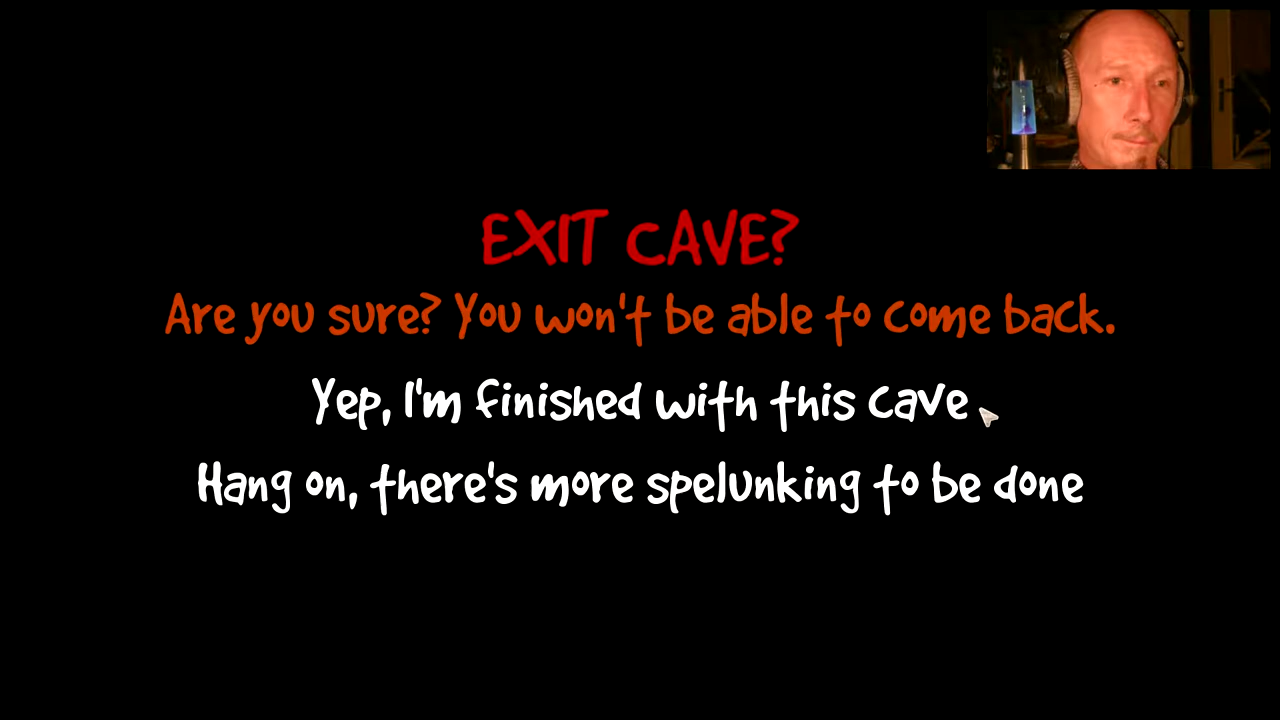 EXIT CAVE?
Are you sure? You won't be able to come back.
Yep, I'm finished with this cave
Hang on, there's more spelunking to be done